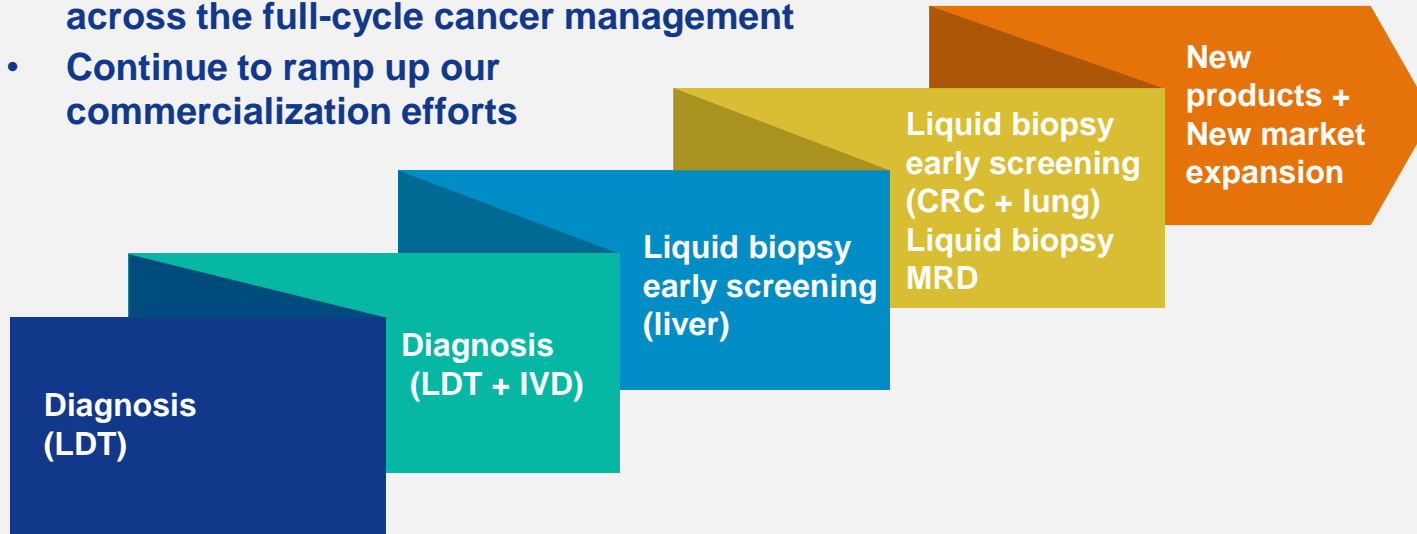 across the full-cycle cancer management
• Continue to ramp up our
commercialization efforts
New
products +
New market
expansion
Liquid biopsy
early screening
(CRC + lung)
Liquid biopsy
MRD
Liquid biopsy
early screening
(liver)
Diagnosis
(LDT + IVD)
Diagnosis
(LDT)